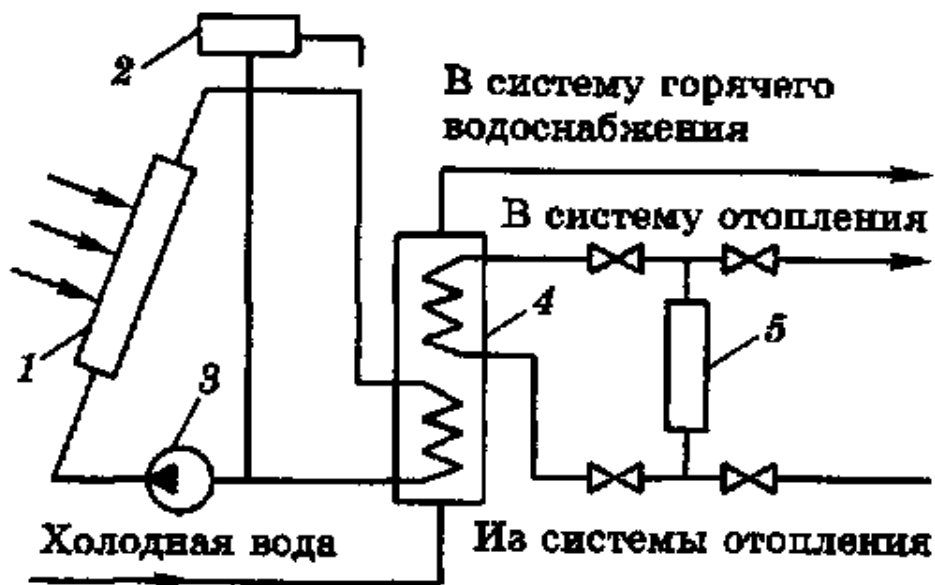 2
В систему горячего
водоснабжения
В систему отопления
4
5
1
3
Холодная вода
Из системы отопления